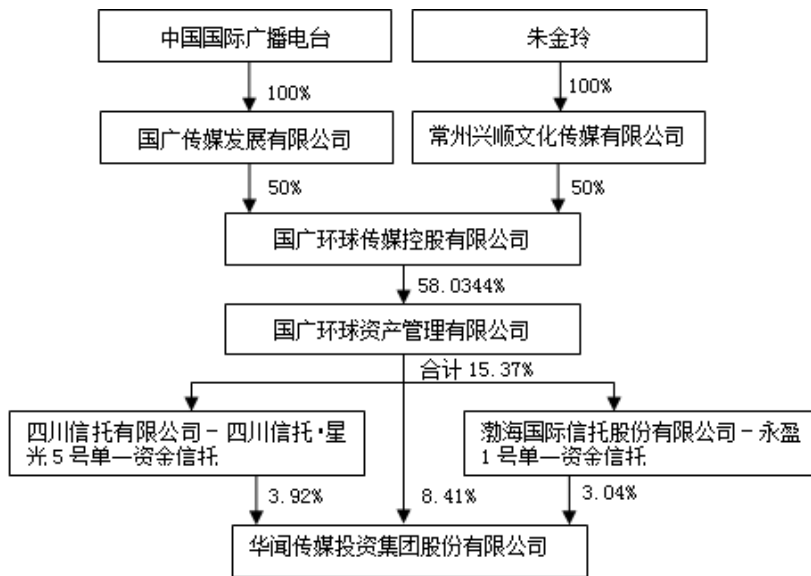 中国国际广播电台
朱金玲
100%
100%
国广传媒发展有限公司
常州兴顺文化传媒有限公司
50%
50%
国广环球传媒控股有限公司
58.0344%
国广环球资产管理有限公司
合计 15.37%
四川信托有限公司－四川信托•星
光 5 号单一资金信托
渤海国际信托股份有限公司－永盈
1 号单一资金信托
3.92%
8.41%
3.04%
华闻传媒投资集团股份有限公司